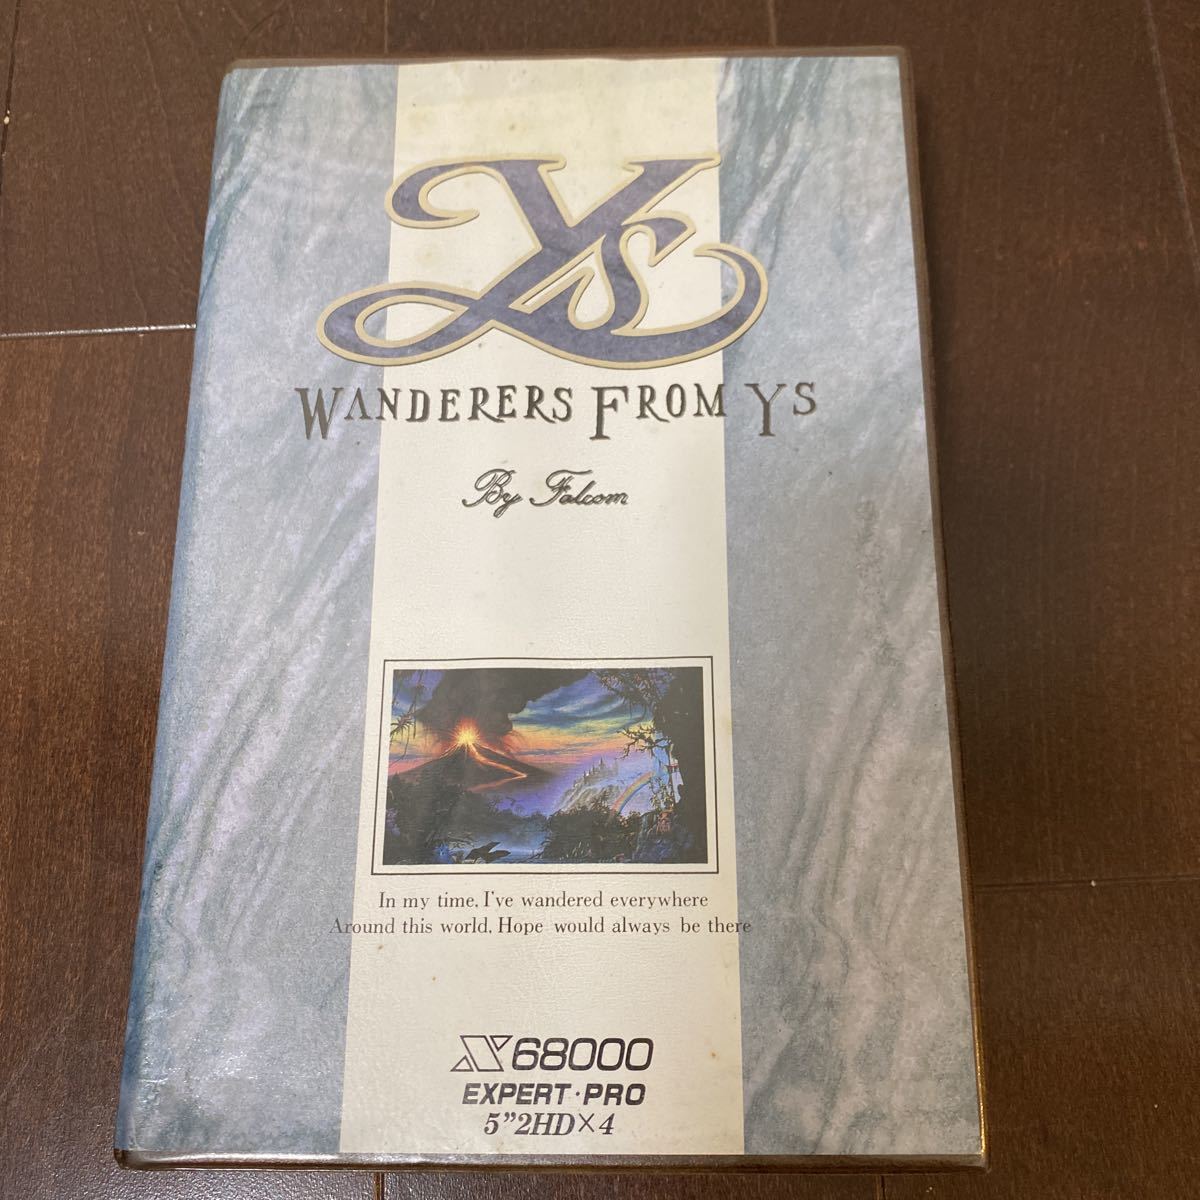 Ys
WANDERERS FROM YS
By Falcom
In my time, I've wandered everywhere
Around this world, Hope would always be there
X68000
EXPERT・PRO
5”2HD×4